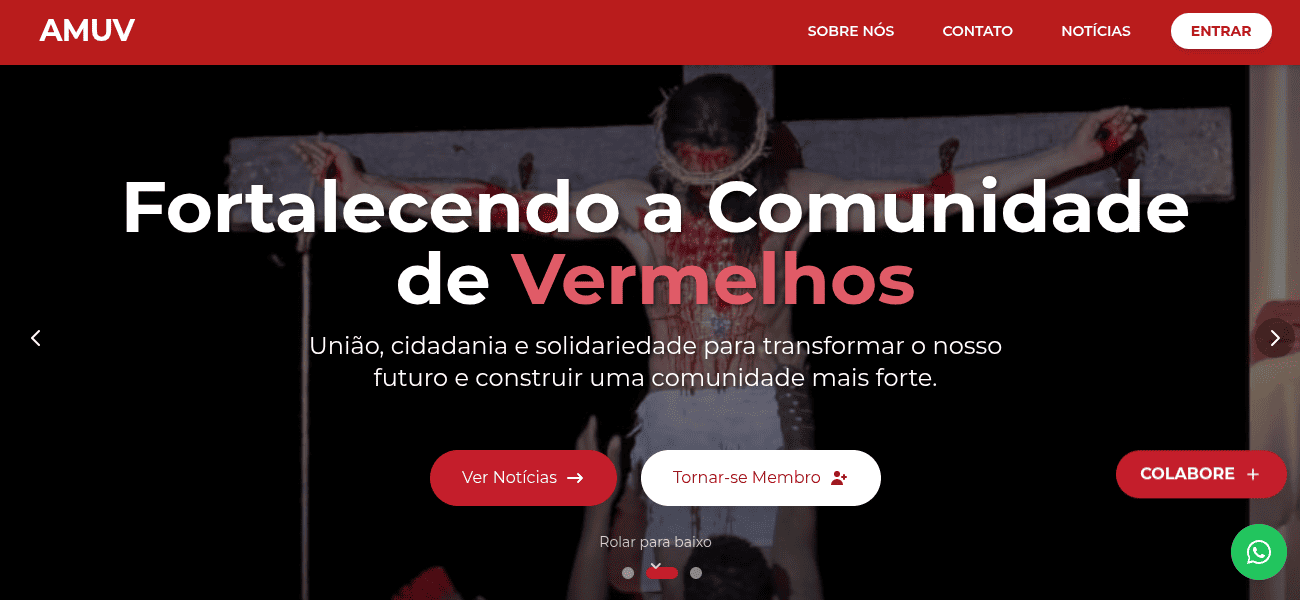 AMUV
SOBRE NÓS
CONTATO
NOTÍCIAS
ENTRAR
Fortalecendo a Comunidade
de Vermelhos
União, cidadania e solidariedade para transformar o nosso
futuro e construir uma comunidade mais forte.
Ver Notícias
Tornar-se Membro
COLABORE
Rolar para baixo